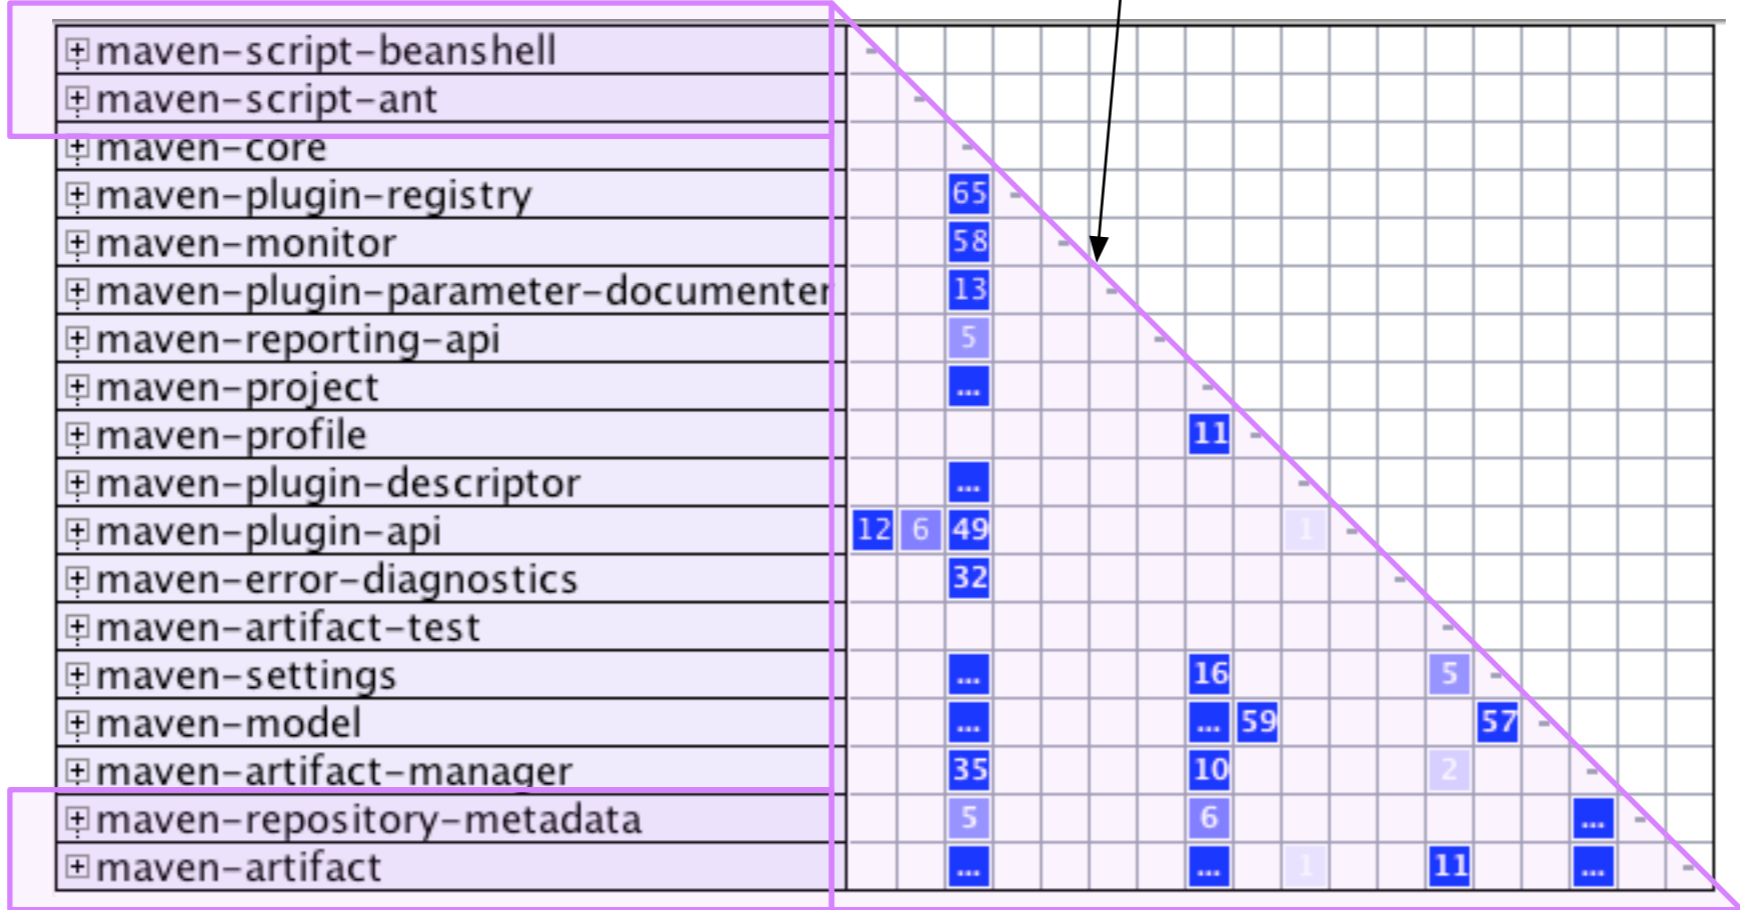 maven-script-beanshell
maven-script-ant
maven-core
maven-plugin-registry 65
maven-monitor 58
maven-plugin-parameter-documenter 13
maven-reporting-api 5
maven-project ...
maven-profile 11
maven-plugin-descriptor ...
maven-plugin-api 12 6 49 1
maven-error-diagnostics 32
maven-artifact-test
maven-settings ... 16 5
maven-model ... ... 59 57
maven-artifact-manager 35 10 2
maven-repository-metadata 5 6 ...
maven-artifact ... ... 1 11 ...